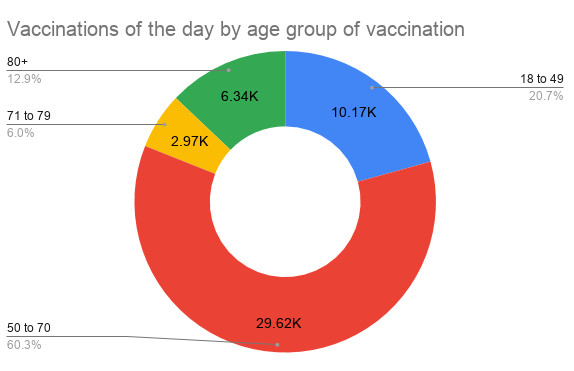 Vaccinations of the day by age group of vaccination
80+
12.9%
6.34K
18 to 49
20.7%
10.17K
71 to 79
6.0%
2.97K
29.62K
50 to 70
60.3%